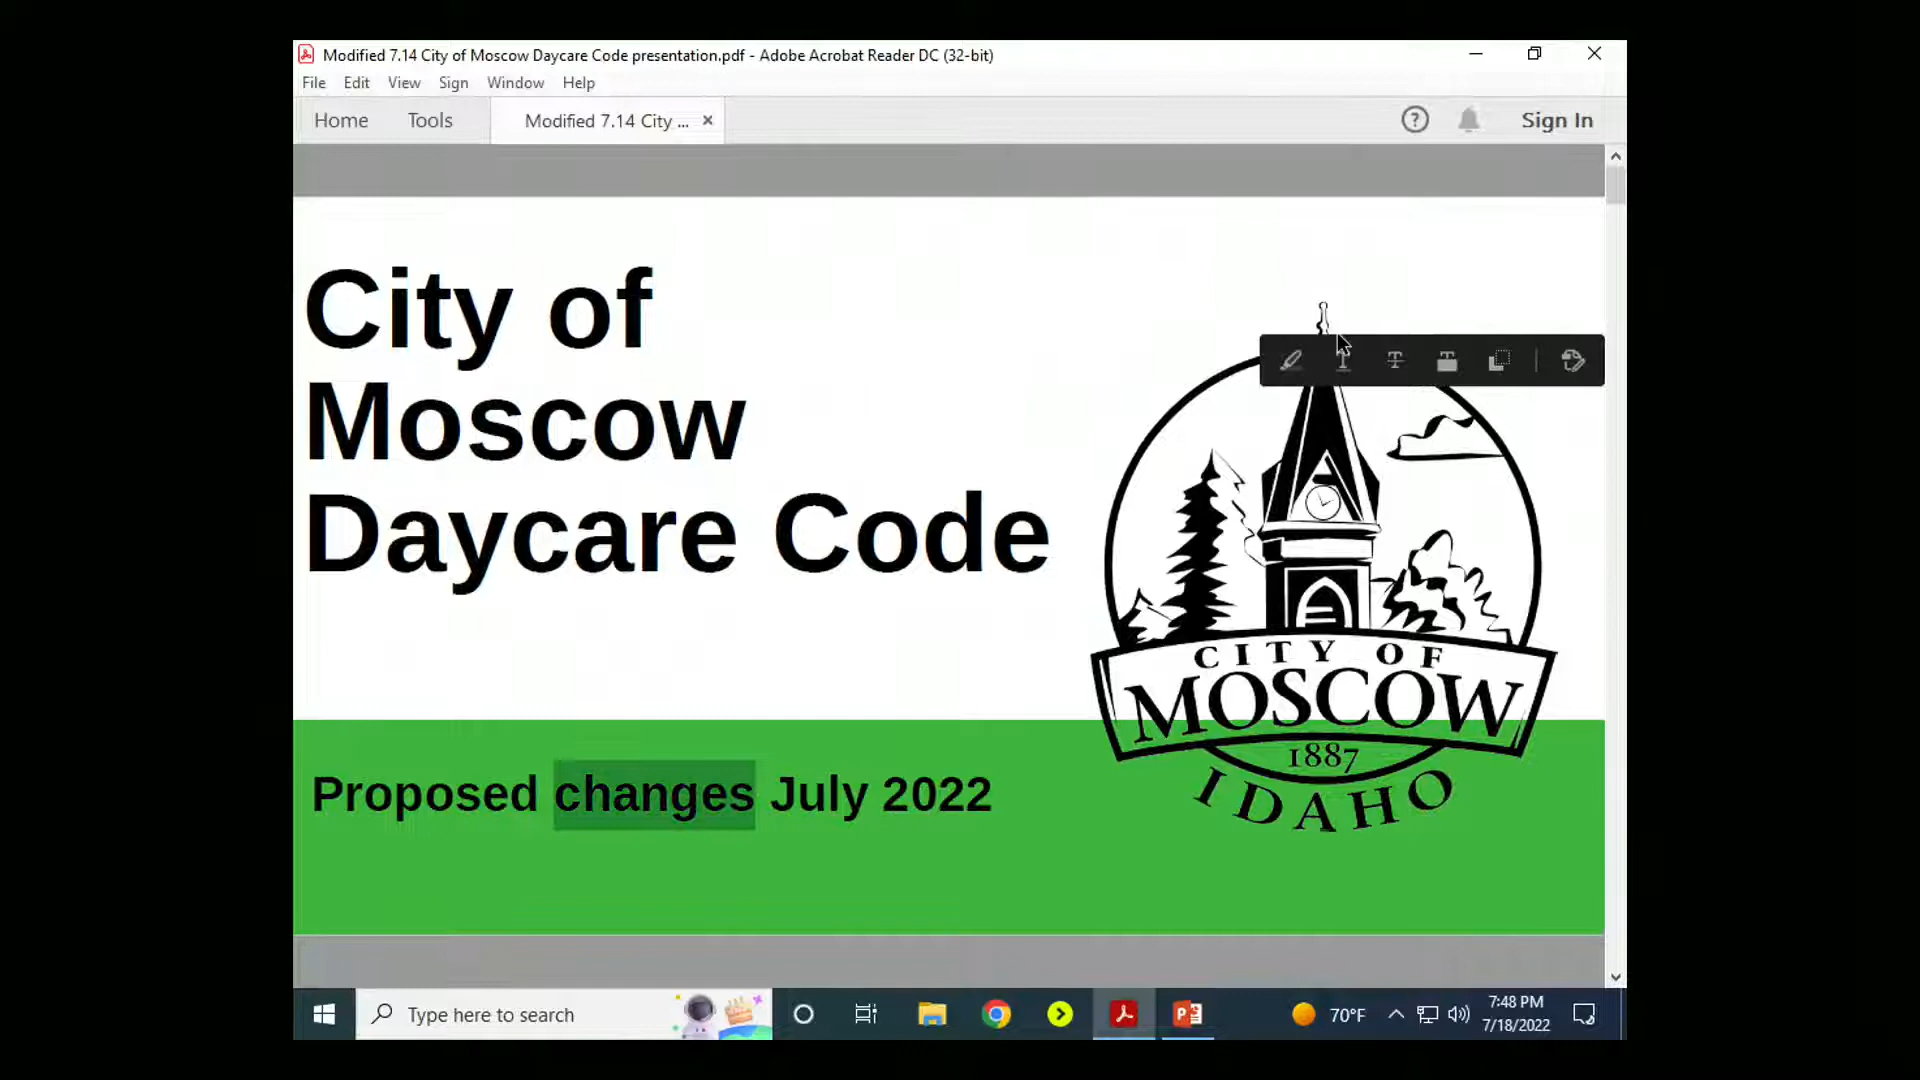 Modified 7.14 City of Moscow Daycare Code presentation.pdf - Adobe Acrobat Reader DC (32-bit)
File Edit View Sign Window Help
Home Tools Modified 7.14 City ... Sign In
City of
Moscow
Daycare Code
CITY OF
MOSCOW
1887
IDAHO
Proposed changes July 2022
Type here to search
70°F
7:48 PM
7/18/2022